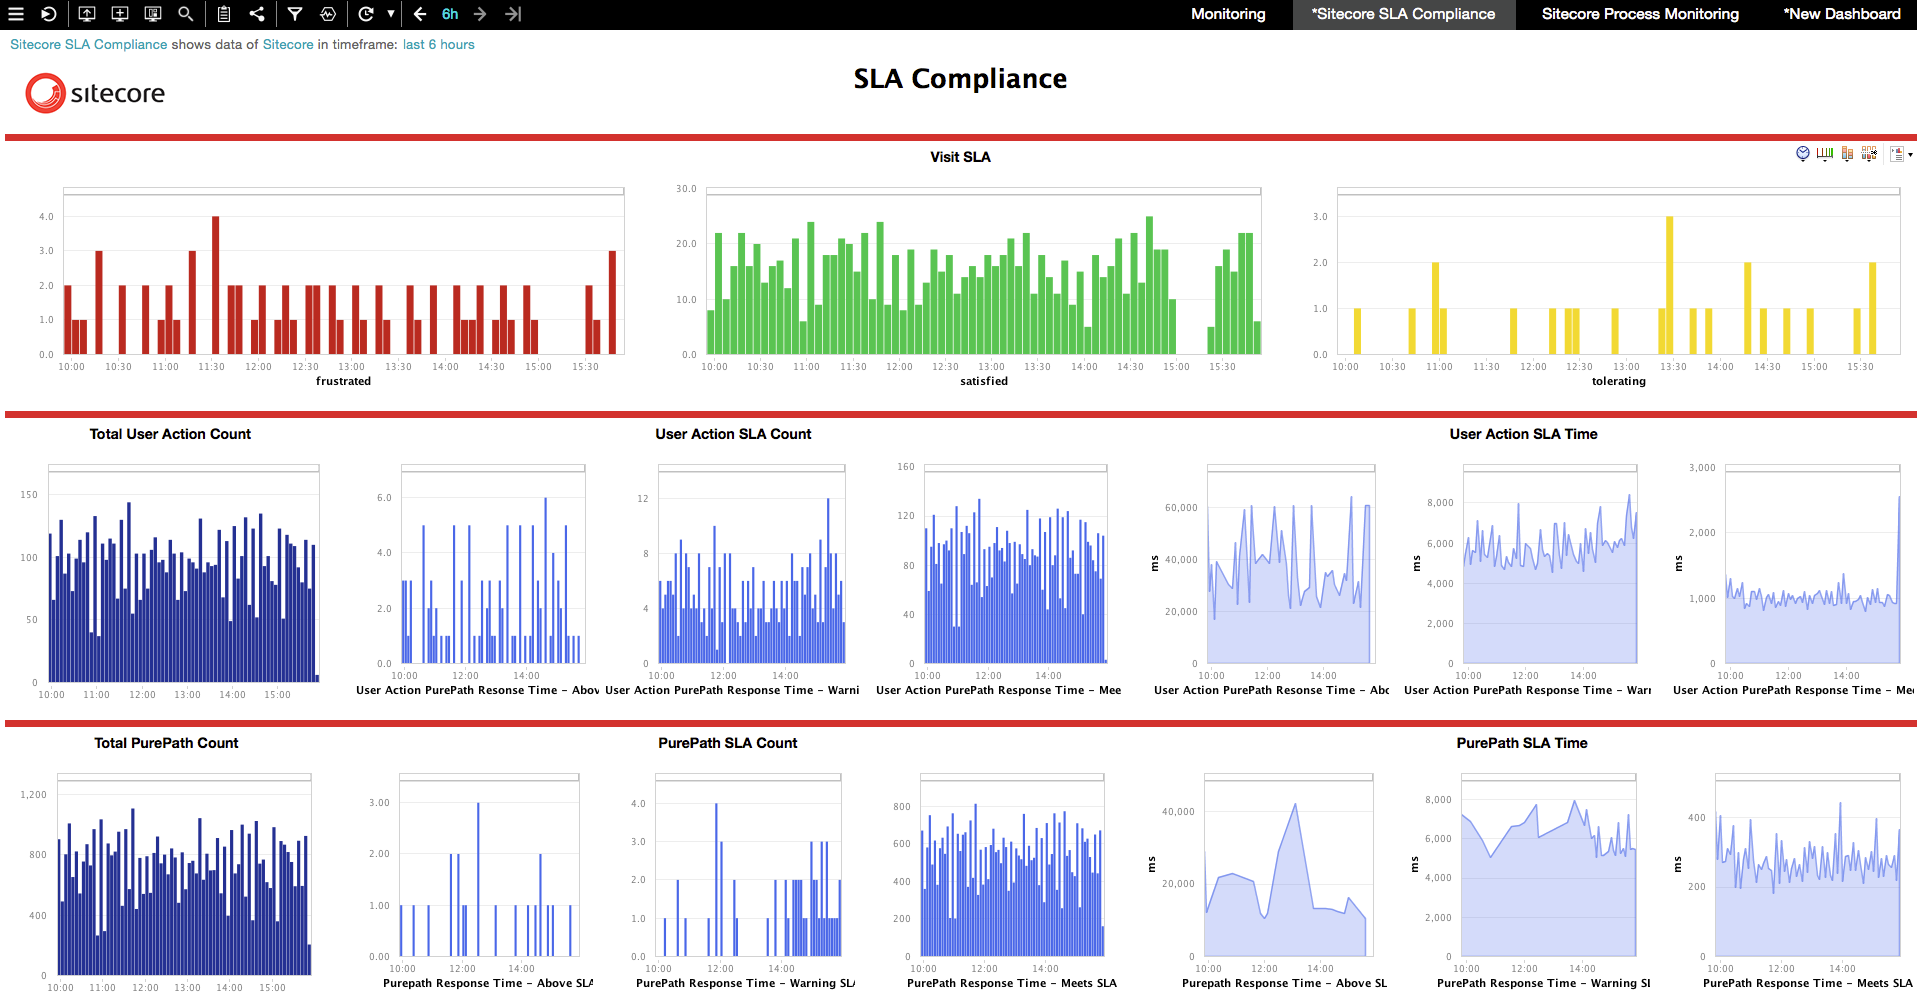 6h
Monitoring
*Sitecore SLA Compliance
Sitecore Process Monitoring
*New Dashboard
Sitecore SLA Compliance shows data of Sitecore in timeframe: last 6 hours
sitecore
SLA Compliance
Visit SLA
4.0
3.0
2.0
1.0
0.0
10:00 10:30 11:00 11:30 12:00 12:30 13:00 13:30 14:00 14:30 15:00 15:30
frustrated
30.0
20.0
10.0
0.0
10:00 10:30 11:00 11:30 12:00 12:30 13:00 13:30 14:00 14:30 15:00 15:30
satisfied
3.0
2.0
1.0
0.0
10:00 10:30 11:00 11:30 12:00 12:30 13:00 13:30 14:00 14:30 15:00 15:30
tolerating
Total User Action Count
150
100
50
0
10:00 11:00 12:00 13:00 14:00 15:00
User Action SLA Count
6.0
4.0
2.0
0.0
10:00 12:00 14:00
User Action PurePath Resonse Time - Abov
12
8
4
0
10:00 12:00 14:00
User Action PurePath Response Time - Warni
160
120
80
40
0
10:00 12:00 14:00
User Action PurePath Response Time - Mee
User Action SLA Time
ms
60,000
40,000
20,000
0
10:00 12:00 14:00
User Action PurePath Resonse Time - Abc
ms
8,000
6,000
4,000
2,000
0
10:00 12:00 14:00
User Action PurePath Response Time - Warı
ms
3,000
2,000
1,000
0
10:00 12:00 14:00
User Action PurePath Response Time - Me
Total PurePath Count
1,200
800
400
0
10:00 11:00 12:00 13:00 14:00 15:00
PurePath SLA Count
3.00
2.00
1.00
0.00
10:00 12:00 14:00
Purepath Response Time - Above SLA
4.0
3.0
2.0
1.0
0.0
10:00 12:00 14:00
PurePath Response Time - Warning SL
800
600
400
200
0
10:00 12:00 14:00
PurePath Response Time - Meets SLA
PurePath SLA Time
ms
40,000
20,000
0
10:00 12:00 14:00
Purepath Response Time - Above SL
ms
8,000
6,000
4,000
2,000
0
10:00 12:00 14:00
PurePath Response Time - Warning SI
ms
400
200
0
10:00 12:00 14:00
PurePath Response Time - Meets SLA